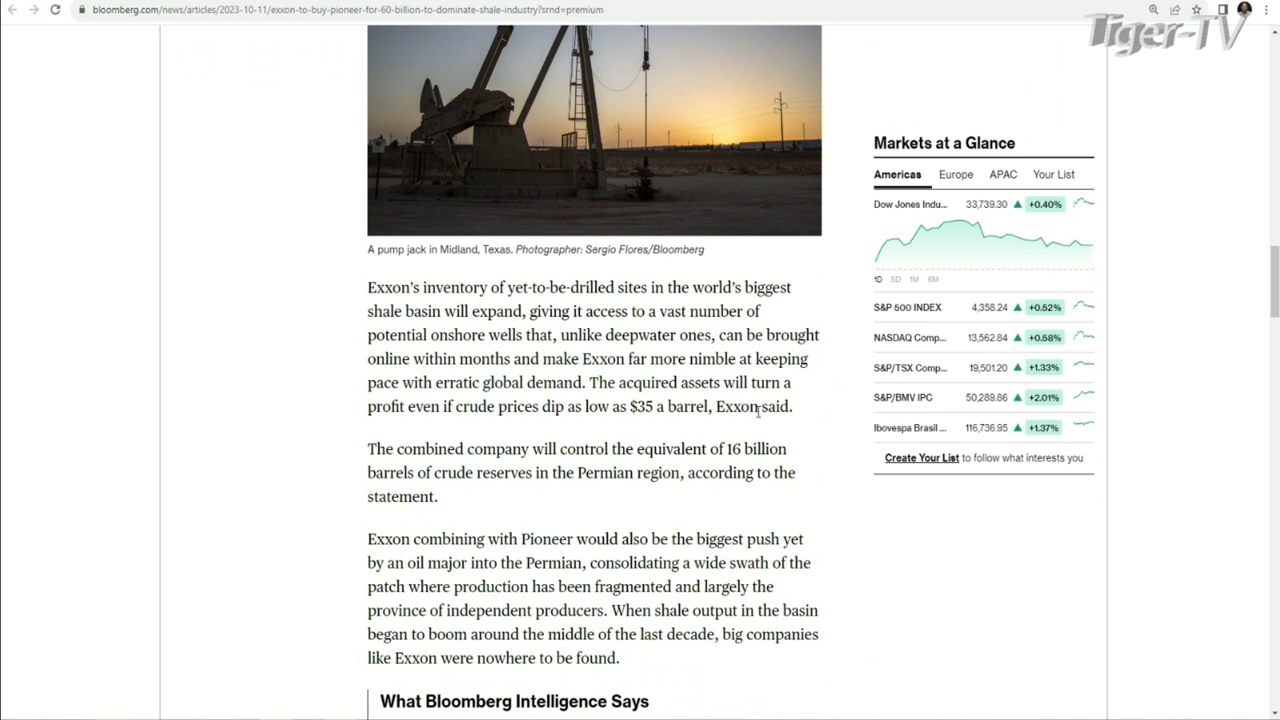 bloomberg.com/news/articles/2023-10-11/exxon-to-buy-pioneer-for-60-billion-to-dominate-shale-industry?srnd=premium
Tiger-TV
A pump jack in Midland, Texas. Photographer: Sergio Flores/Bloomberg
Exxon’s inventory of yet-to-be-drilled sites in the world’s biggest
shale basin will expand, giving it access to a vast number of
potential onshore wells that, unlike deepwater ones, can be brought
online within months and make Exxon far more nimble at keeping
pace with erratic global demand. The acquired assets will turn a
profit even if crude prices dip as low as $35 a barrel, Exxon said.
The combined company will control the equivalent of 16 billion
barrels of crude reserves in the Permian region, according to the
statement.
Exxon combining with Pioneer would also be the biggest push yet
by an oil major into the Permian, consolidating a wide swath of the
patch where production has been fragmented and largely the
province of independent producers. When shale output in the basin
began to boom around the middle of the last decade, big companies
like Exxon were nowhere to be found.
What Bloomberg Intelligence Says
Markets at a Glance
Americas Europe APAC Your List
Dow Jones Indu... 33,739.30 ▲ +0.40%
1D 5D 1M 6M
S&P 500 INDEX 4,358.24 ▲ +0.52%
NASDAQ Comp... 13,562.84 ▲ +0.58%
S&P/TSX Comp... 19,501.20 ▲ +1.33%
S&P/BMV IPC 50,289.86 ▲ +2.01%
Ibovespa Brasil ... 116,736.95 ▲ +1.37%
Create Your List to follow what interests you